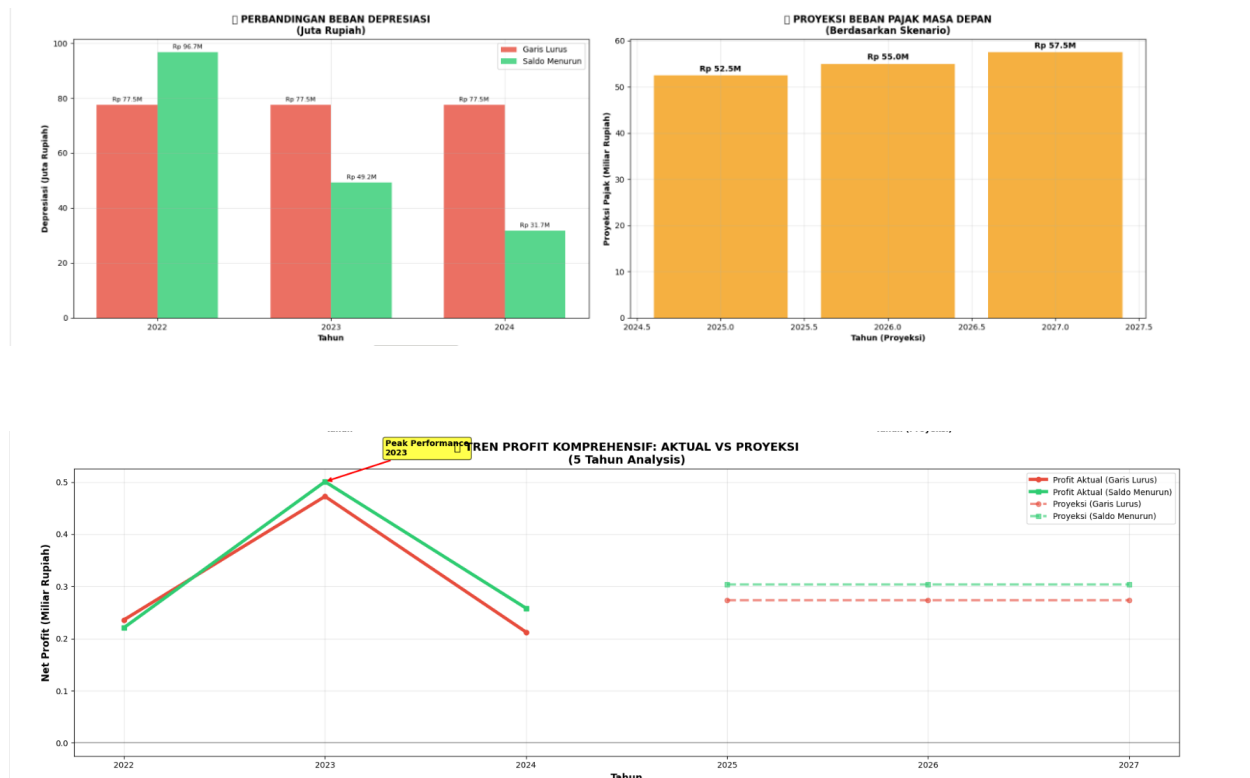 PERBANDINGAN BEBAN DEPRESIASI
(Juta Rupiah)
100
80
60
40
20
0
Depresiasi (Juta Rupiah)
Rp 96.7M
Rp 77.5M
Rp 77.5M
Rp 77.5M
Rp 49.2M
Rp 31.7M
Garis Lurus
Saldo Menurun
2022
2023
2024
Tahun
PROYEKSI BEBAN PAJAK MASA DEPAN
(Berdasarkan Skenario)
60
50
40
30
20
10
0
Proyeksi Pajak (Miliar Rupiah)
Rp 52.5M
Rp 55.0M
Rp 57.5M
2024.5
2025.0
2025.5
2026.0
2026.5
2027.0
2027.5
Tahun (Proyeksi)
Tahun (Proyeksi)
Peak Performance
2023
TREN PROFIT KOMPREHENSIF: AKTUAL VS PROYEKSI
(5 Tahun Analysis)
0.5
0.4
0.3
0.2
0.1
0.0
Net Profit (Miliar Rupiah)
Profit Aktual (Garis Lurus)
Profit Aktual (Saldo Menurun)
Proyeksi (Garis Lurus)
Proyeksi (Saldo Menurun)
2022
2023
2024
2025
2026
2027
Tahun